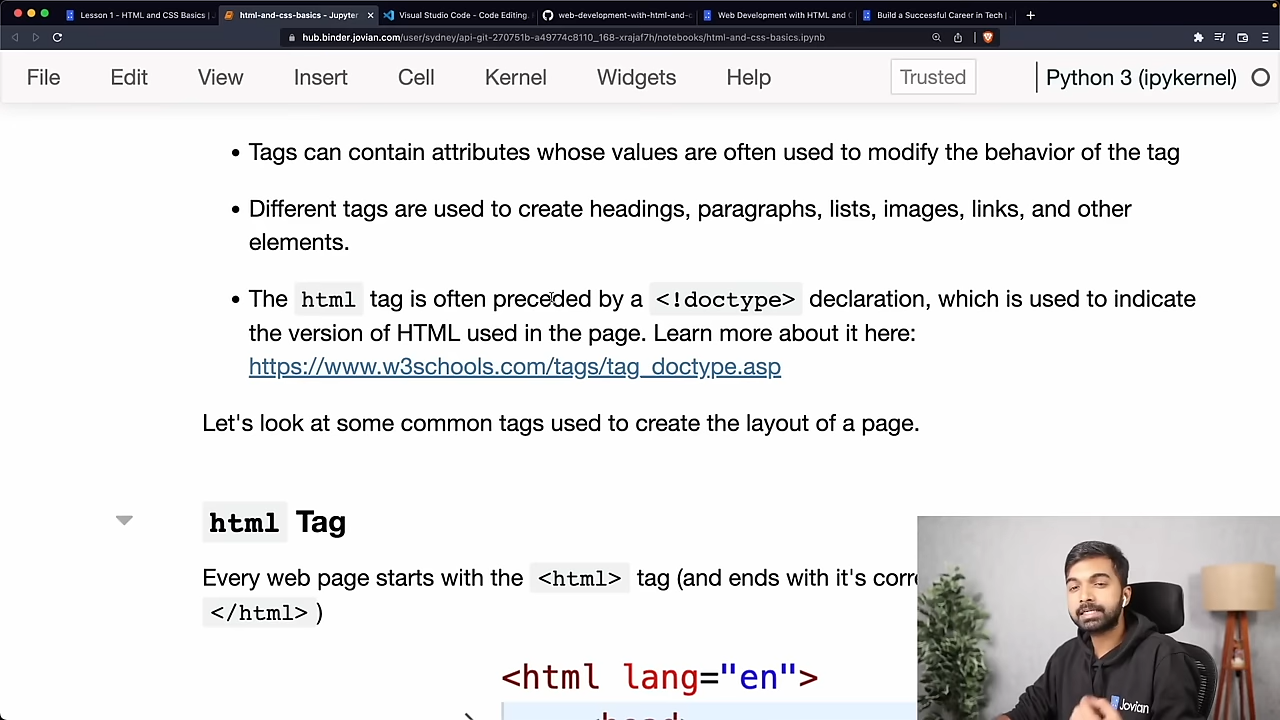 Lesson 1 - HTML and CSS Basics |
html-and-css-basics - Jupyter
Visual Studio Code - Code Editing.
web-development-with-html-and-c
Web Development with HTML and C
Build a Successful Career in Tech |
hub.binder.jovian.com/user/sydney/api-git-270751b-a49774c8110_168-xrajaf7h/notebooks/html-and-css-basics.ipynb
File Edit View Insert Cell Kernel Widgets Help Trusted Python 3 (ipykernel)
• Tags can contain attributes whose values are often used to modify the behavior of the tag
• Different tags are used to create headings, paragraphs, lists, images, links, and other
elements.
• The html tag is often preceded by a <!doctype> declaration, which is used to indicate
the version of HTML used in the page. Learn more about it here:
https://www.w3schools.com/tags/tag_doctype.asp
Let's look at some common tags used to create the layout of a page.
html Tag
Every web page starts with the <html> tag (and ends with it's corre
</html> )
<html lang="en">
<head>
Jovian